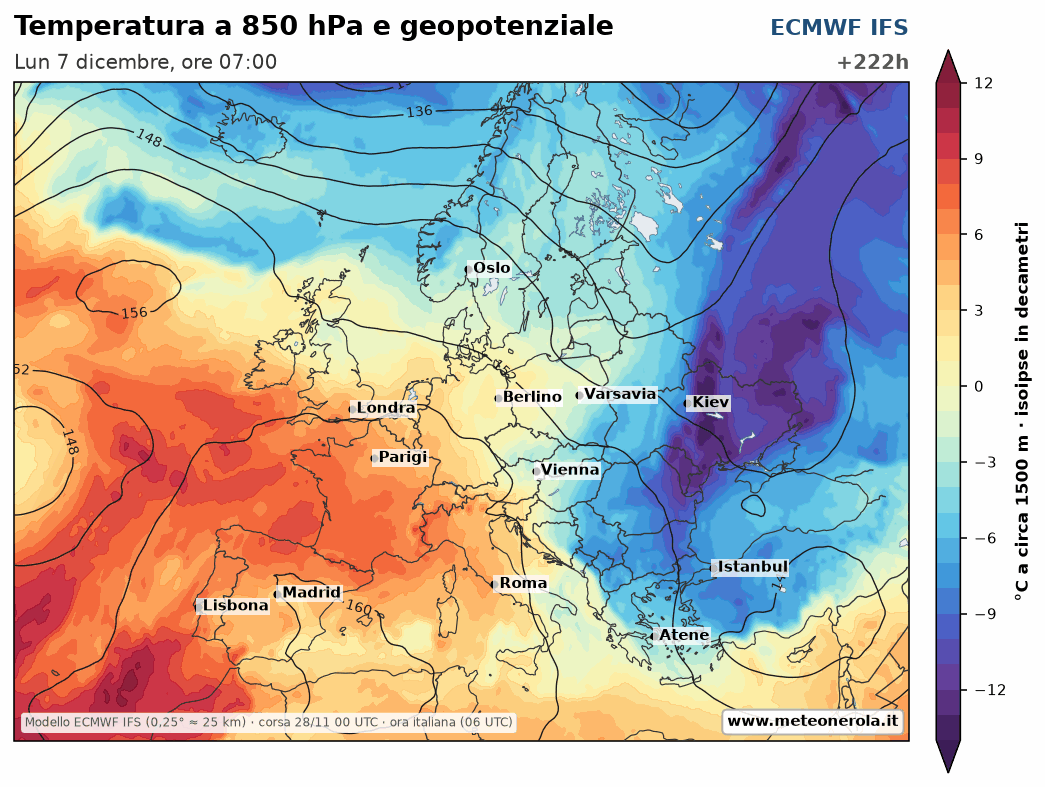 Temperatura a 850 hPa e geopotenziale
ECMWF IFS
Lun 7 dicembre, ore 07:00
+222h
136
148
156
152
52
148
160
Oslo
Londra
Berlino
Varsavia
Kiev
Parigi
Vienna
Roma
Istanbul
Madrid
Lisbona
Atene
12
9
6
3
0
−3
−6
−9
−12
°C a circa 1500 m · isoipse in decametri
Modello ECMWF IFS (0,25° ≈ 25 km) · corsa 28/11 00 UTC · ora italiana (06 UTC)
www.meteonerola.it